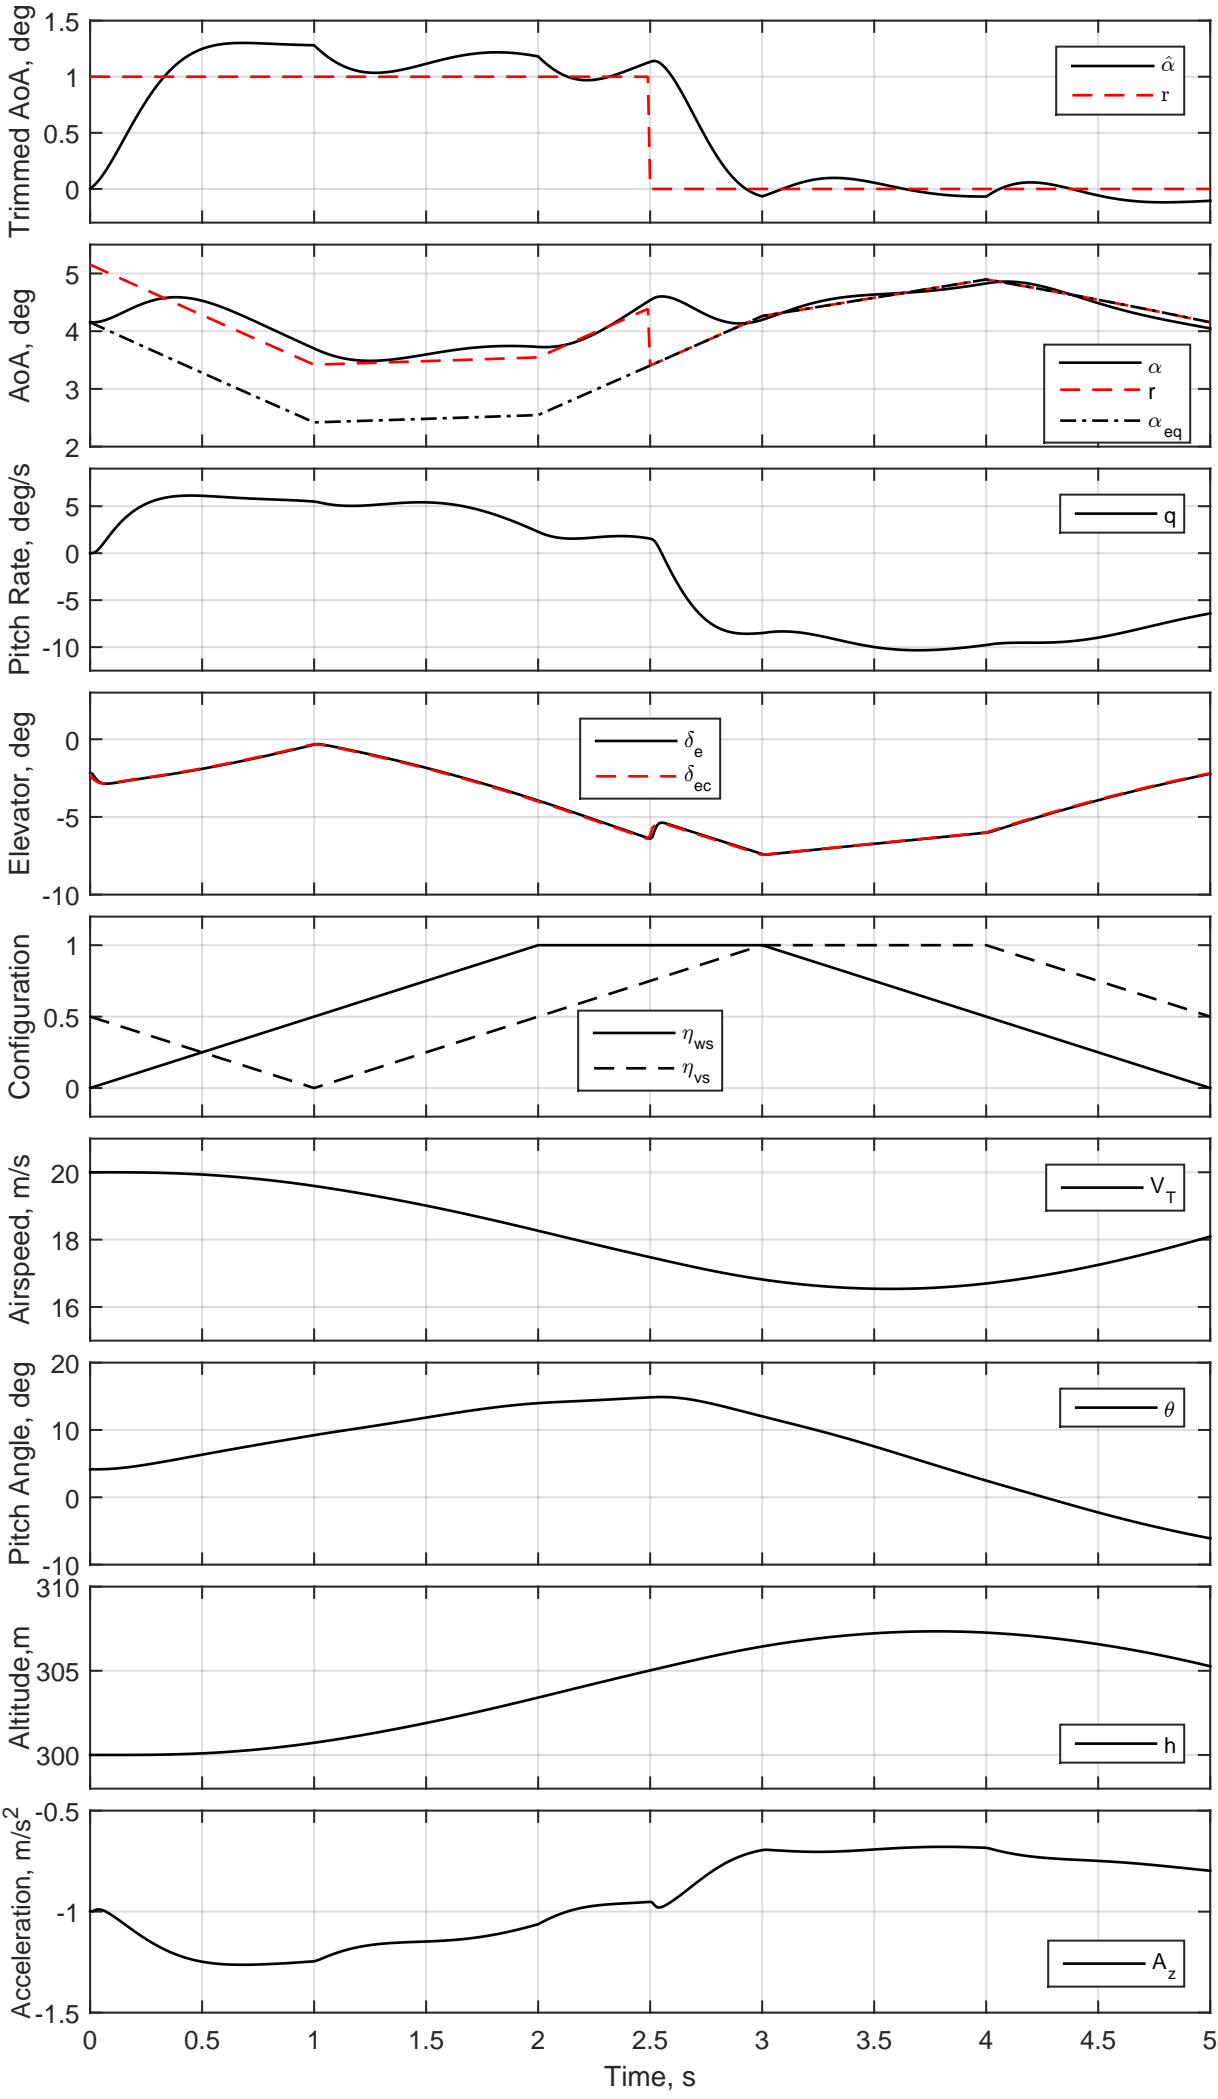 Trimmed AoA, deg
1.5
1
0.5
0
α̂
r
AoA, deg
5
4
3
2
α
r
α_eq
Pitch Rate, deg/s
5
0
-5
-10
q
Elevator, deg
0
-5
-10
δ_e
δ_ec
Configuration
1
0.5
0
η_ws
η_vs
Airspeed, m/s
20
18
16
V_T
Pitch Angle, deg
20
10
0
-10
θ
Altitude,m
310
305
300
h
Acceleration, m/s²
-0.5
-1
-1.5
A_z
0 0.5 1 1.5 2 2.5 3 3.5 4 4.5 5
Time, s